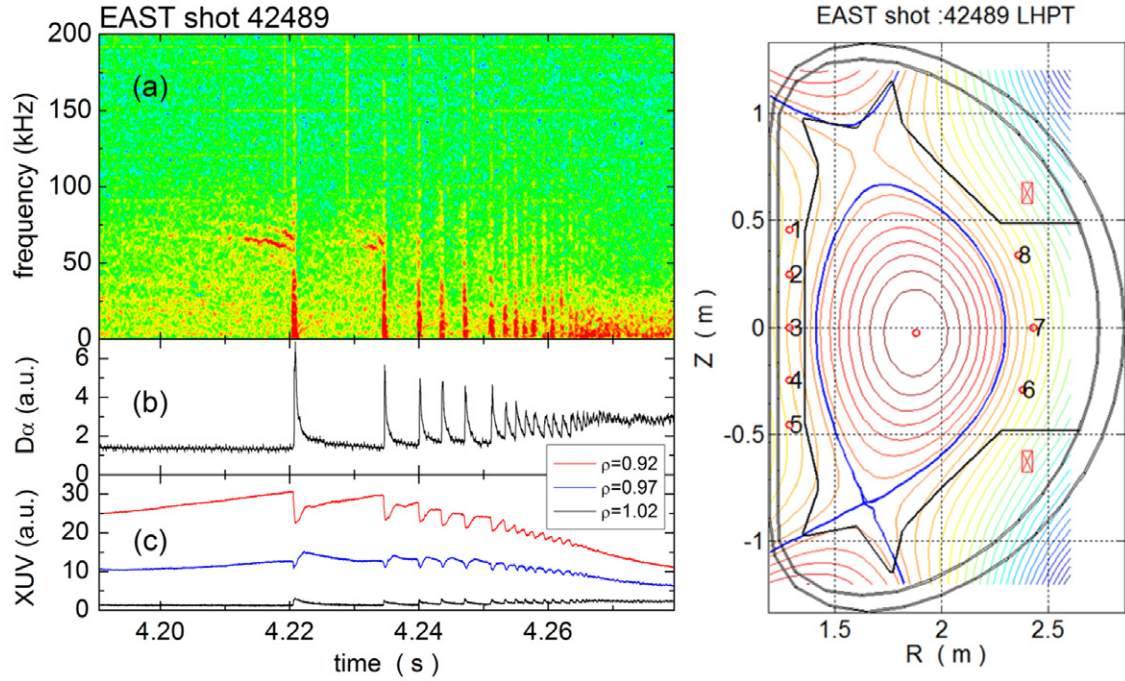 EAST shot 42489
200
150
100
50
0
frequency (kHz)
(a)
6
4
2
0
Dα (a.u.)
(b)
ρ=0.92
ρ=0.97
ρ=1.02
30
20
10
0
XUV (a.u.)
(c)
4.20 4.22 4.24 4.26
time ( s )
EAST shot :42489 LHPT
1
0.5
0
-0.5
-1
Z ( m )
1
2
3
4
5
8
7
6
1.5 2 2.5
R ( m )